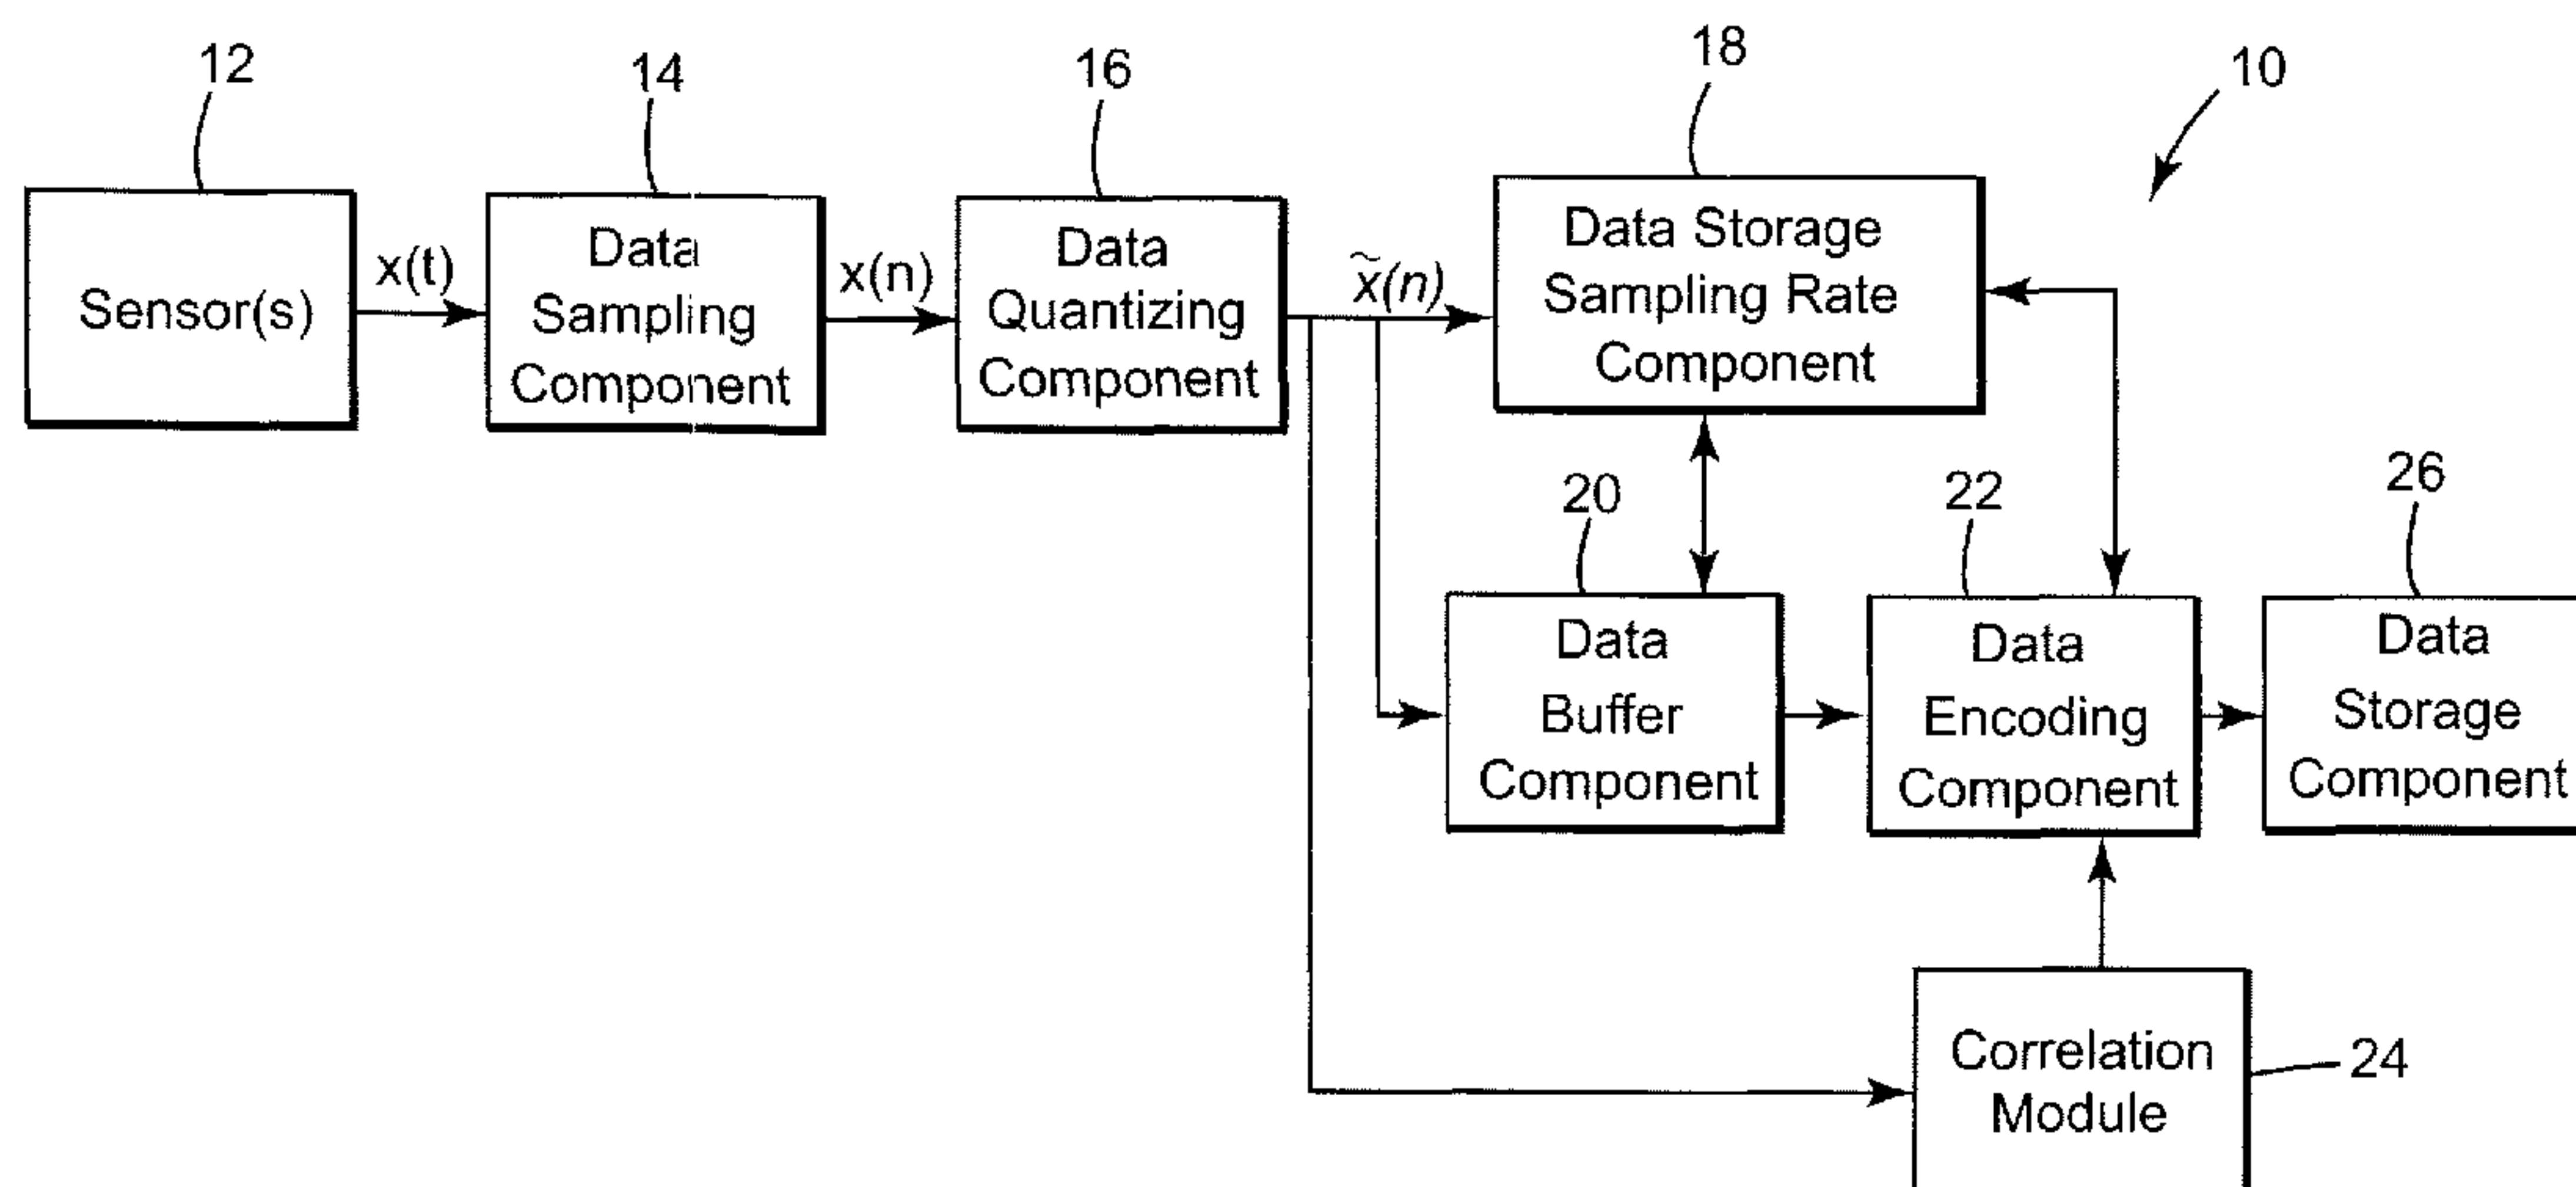 12
14
16
18
10
Sensor(s)
x(t)
Data
Sampling
Component
x(n)
Data
Quantizing
Component
x̃(n)
Data Storage
Sampling Rate
Component
20
22
26
Data
Buffer
Component
Data
Encoding
Component
Data
Storage
Component
Correlation
Module
24